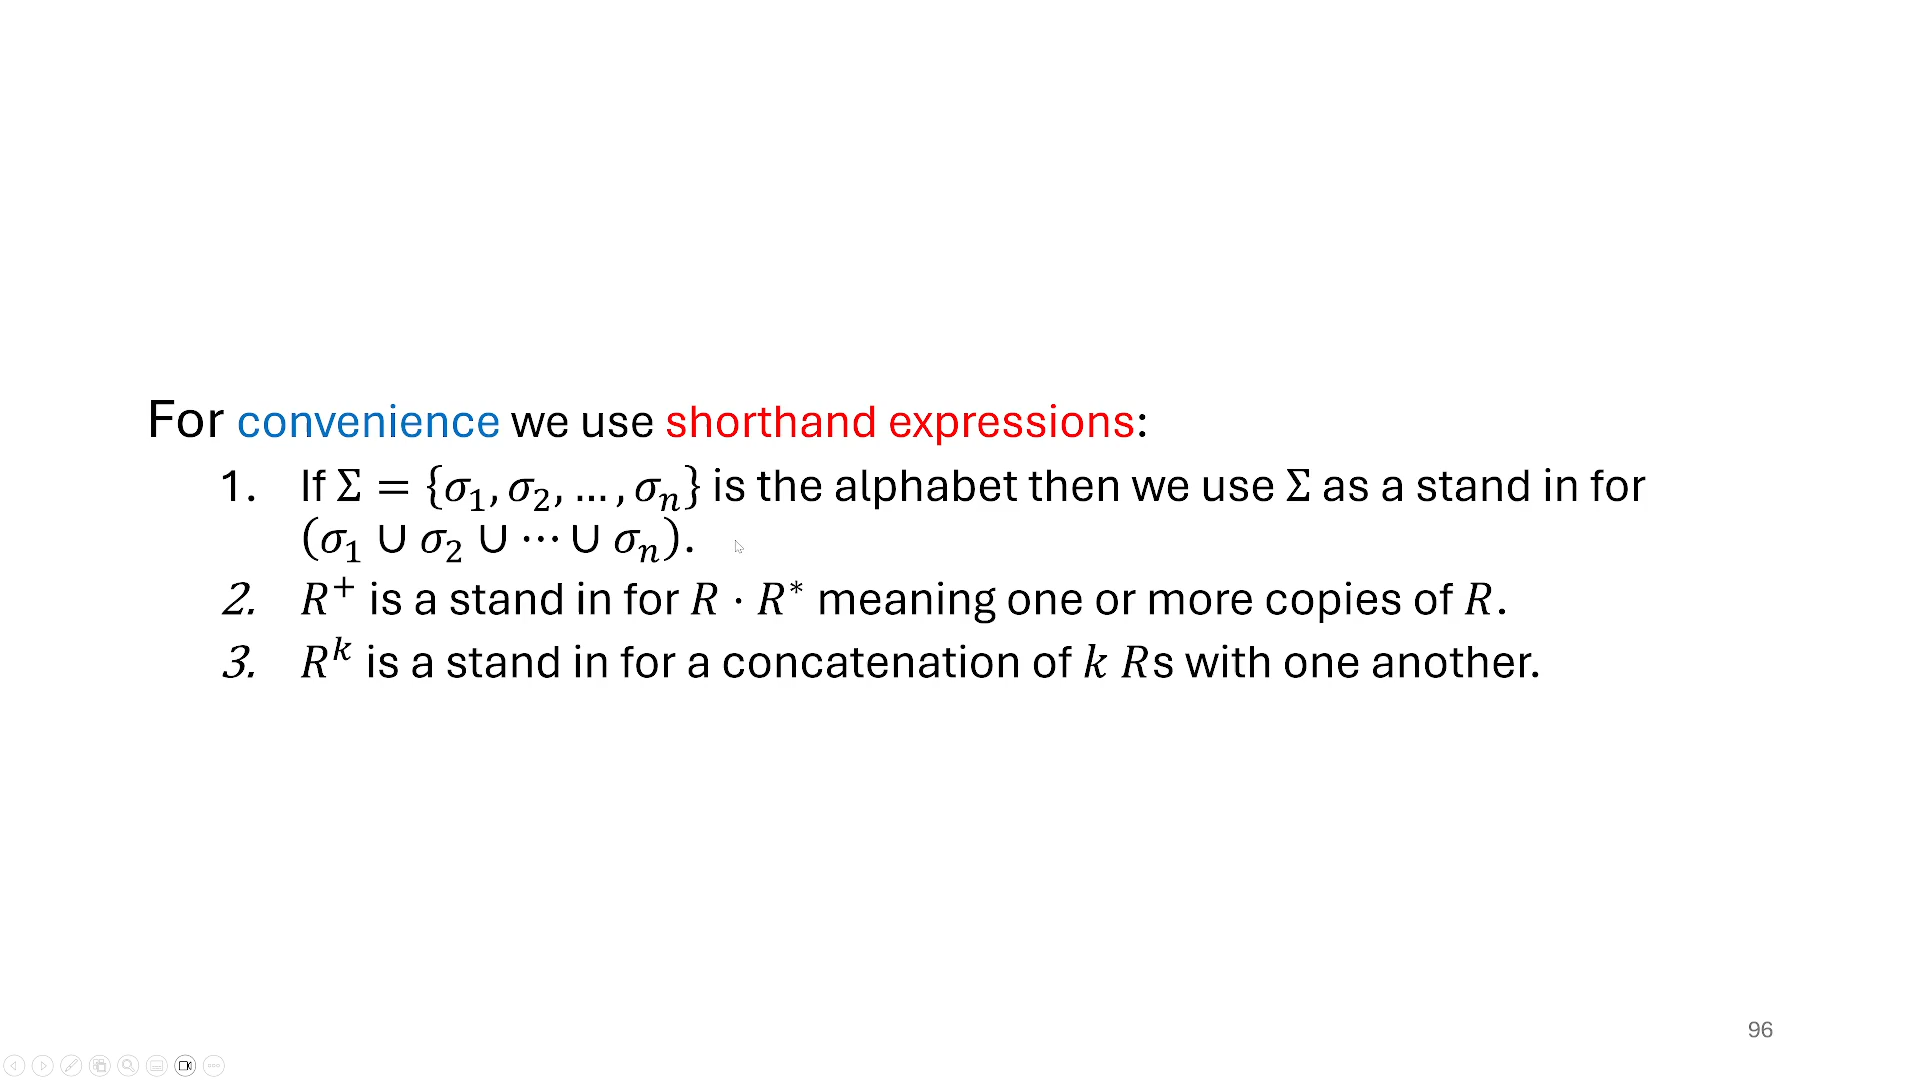 For convenience we use shorthand expressions:
1. If Σ = {σ₁, σ₂, … , σₙ} is the alphabet then we use Σ as a stand in for
(σ₁ ∪ σ₂ ∪ ⋯ ∪ σₙ).
2. R⁺ is a stand in for R · R* meaning one or more copies of R.
3. Rᵏ is a stand in for a concatenation of k Rs with one another.
96